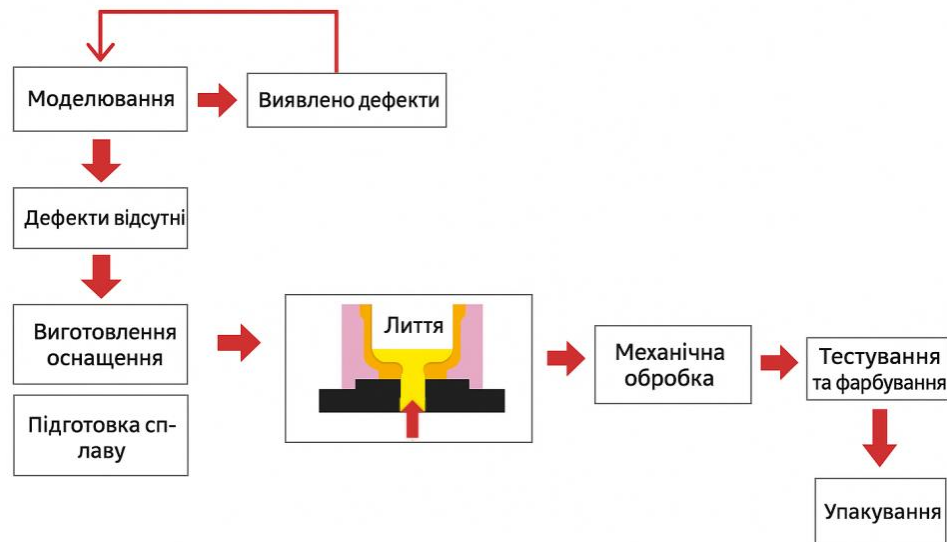 Моделювання
Виявлено дефекти
Дефекти відсутні
Виготовлення
оснащення
Лиття
Механічна
обробка
Тестування
та фарбування
Підготовка сп-
лаву
Упакування